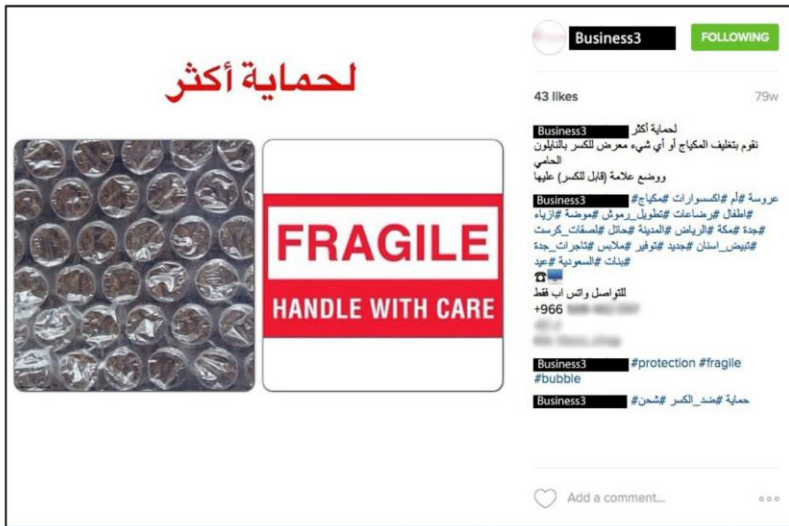 لحماية أكثر
FRAGILE
HANDLE WITH CARE
Business3
FOLLOWING
43 likes
79w
Business3 لحماية أكثر
نقوم بتغليف المكياج أو أي شيء معرض للكسر بالنايلون
الحامي
ووضع علامة (قابل للكسر) عليها
Business3 #عروسة #أم #اكسسوارات #مكياج
#اطفال #رضاعات #تطويل_رموش #موضة #ازياء
#جدة #مكة #الرياض #المدينة #حائل #لصقات_كرست
#تبيض_اسنان #جديد #توفير #ملابس #تاجرات_جدة
#بنات #السعودية #عيد
☎💻
للتواصل واتس اب فقط
+966
Business3 #protection #fragile
#bubble
Business3 #حماية #ضد_الكسر #شحن
Add a comment...